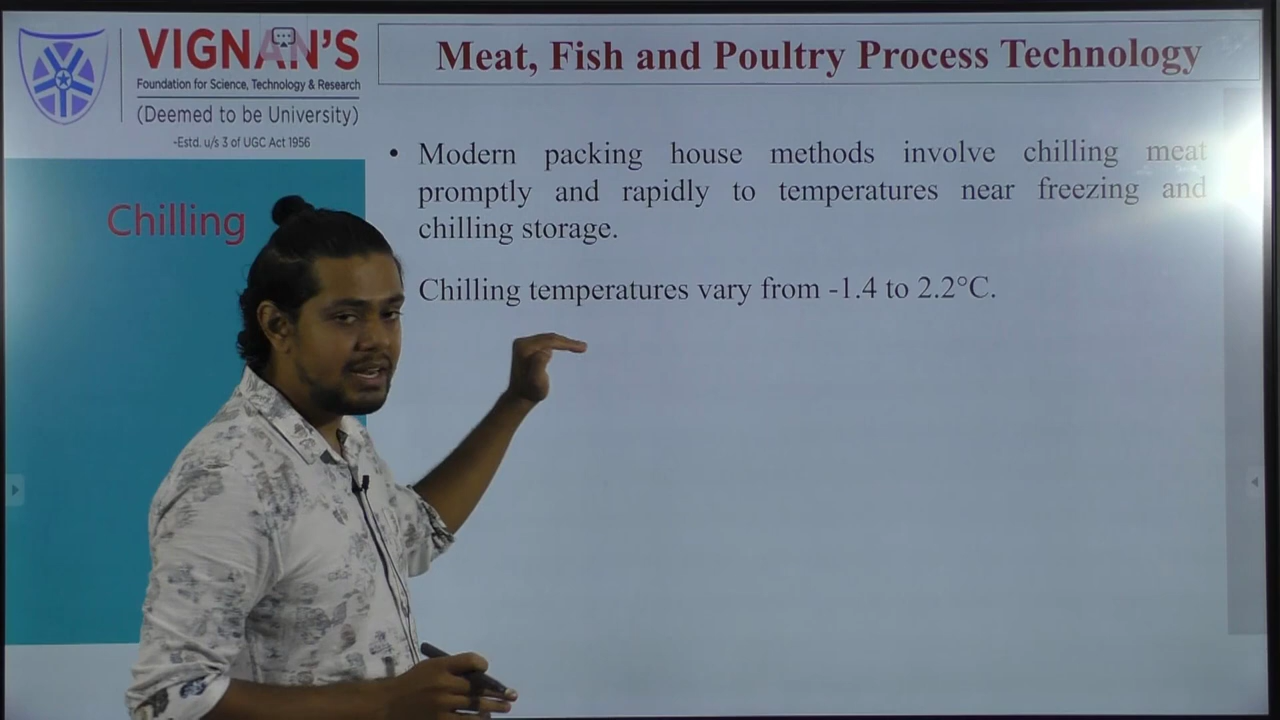 VIGNAN'S
Foundation for Science, Technology & Research
(Deemed to be University)
-Estd. u/s 3 of UGC Act 1956
Meat, Fish and Poultry Process Technology
Chilling
• Modern packing house methods involve chilling meat
promptly and rapidly to temperatures near freezing and
chilling storage.
Chilling temperatures vary from -1.4 to 2.2°C.